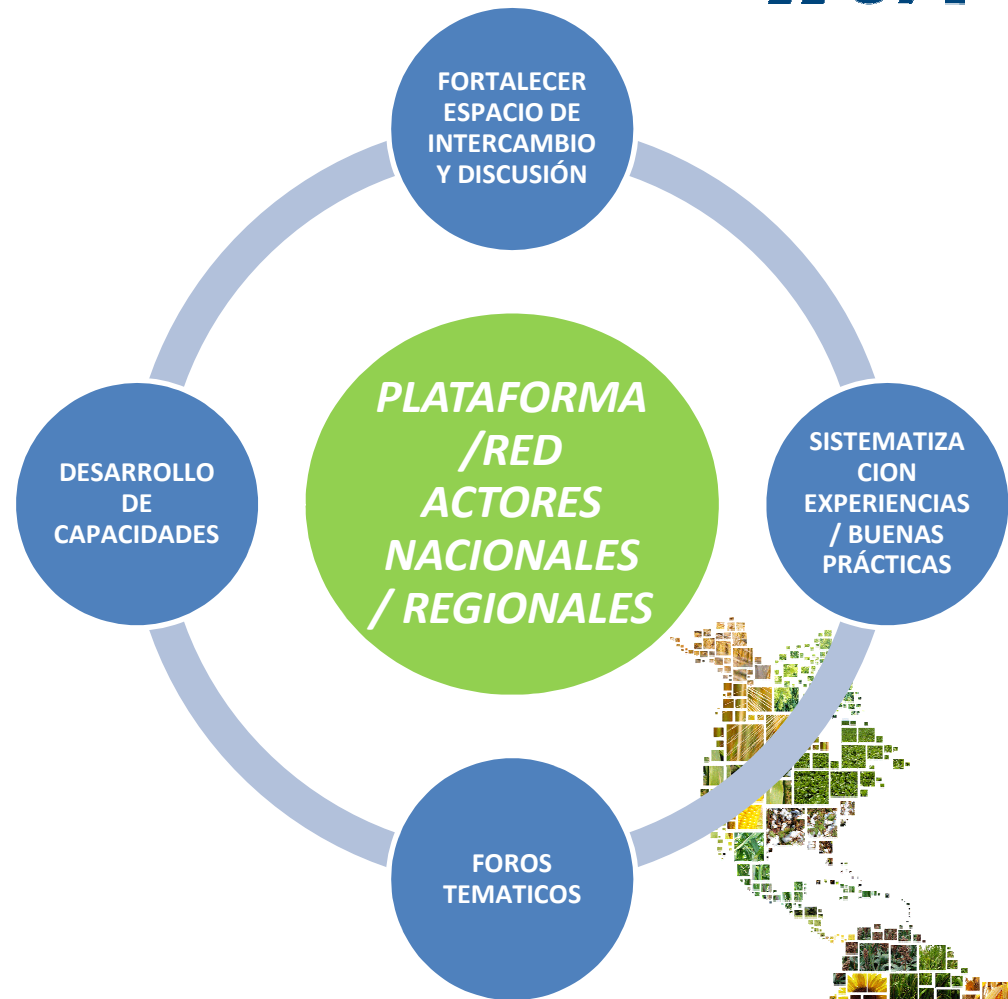 FORTALECER
ESPACIO DE
INTERCAMBIO
Y DISCUSIÓN
PLATAFORMA
/RED
ACTORES
NACIONALES
/ REGIONALES
DESARROLLO
DE
CAPACIDADES
SISTEMATIZA
CION
EXPERIENCIAS
/ BUENAS
PRÁCTICAS
FOROS
TEMATICOS